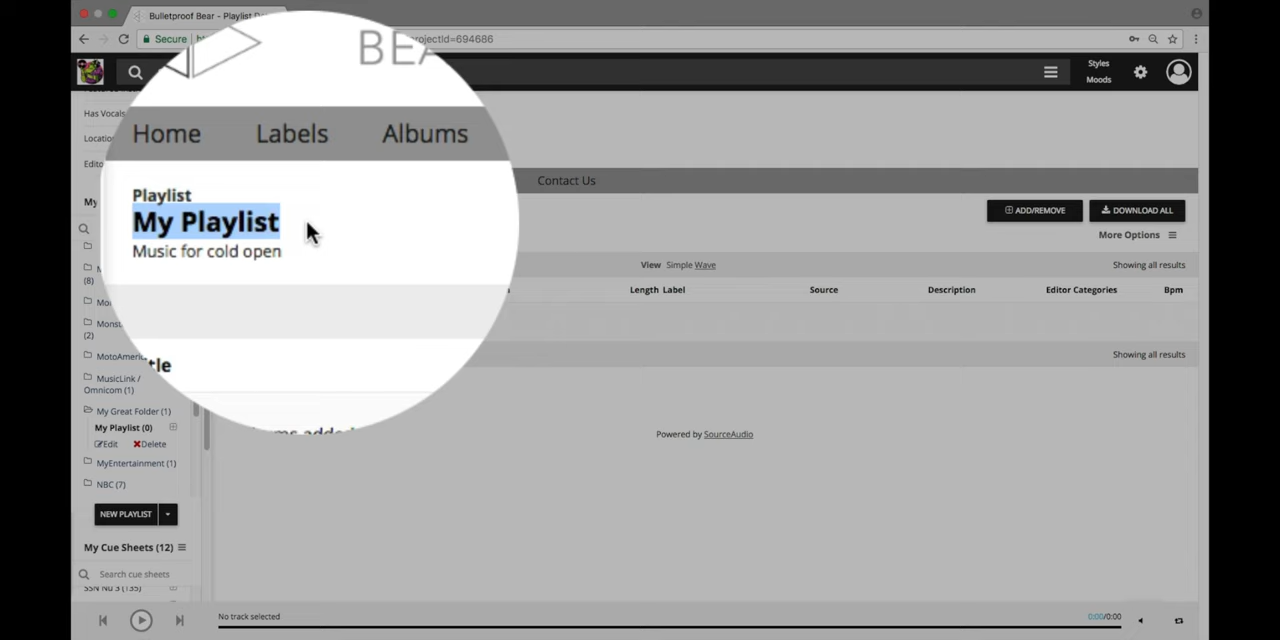 Bulletproof Bear - Playlist
Secure
projectId=694686
Styles
Moods
BEA
Has Vocals
Home Labels Albums
Contact Us
Playlist
My Playlist
Music for cold open
ADD/REMOVE
DOWNLOAD ALL
More Options
View Simple Wave
Showing all results
Length Label Source Description Editor Categories Bpm
(8)
(2)
Showing all results
MusicLink /
Omnicom (1)
My Great Folder (1)
My Playlist (0)
Edit Delete
MyEntertainment (1)
NBC (7)
Powered by SourceAudio
NEW PLAYLIST
My Cue Sheets (12)
Search cue sheets
No track selected
0:00/0:00